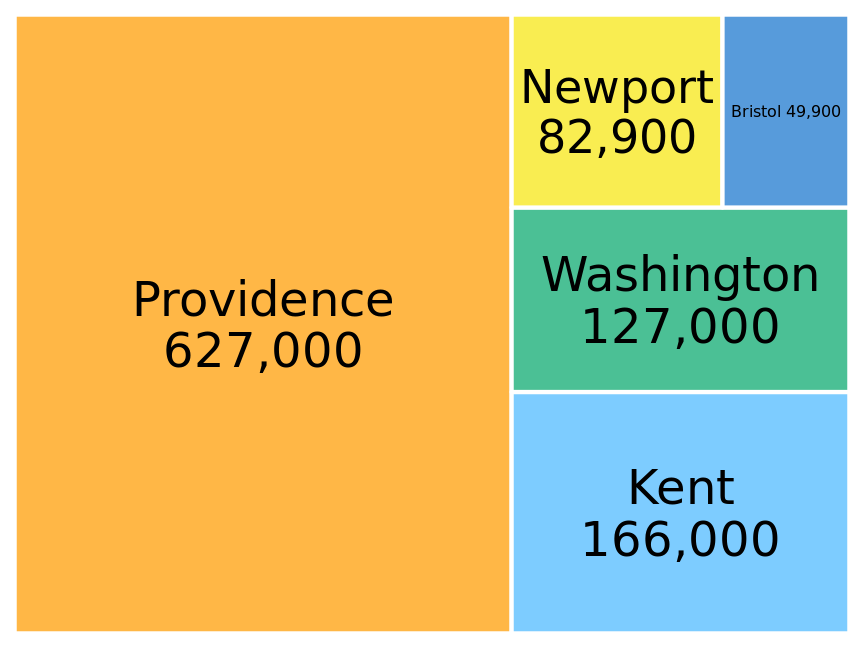 Providence
627,000
Newport
82,900
Bristol 49,900
Washington
127,000
Kent
166,000